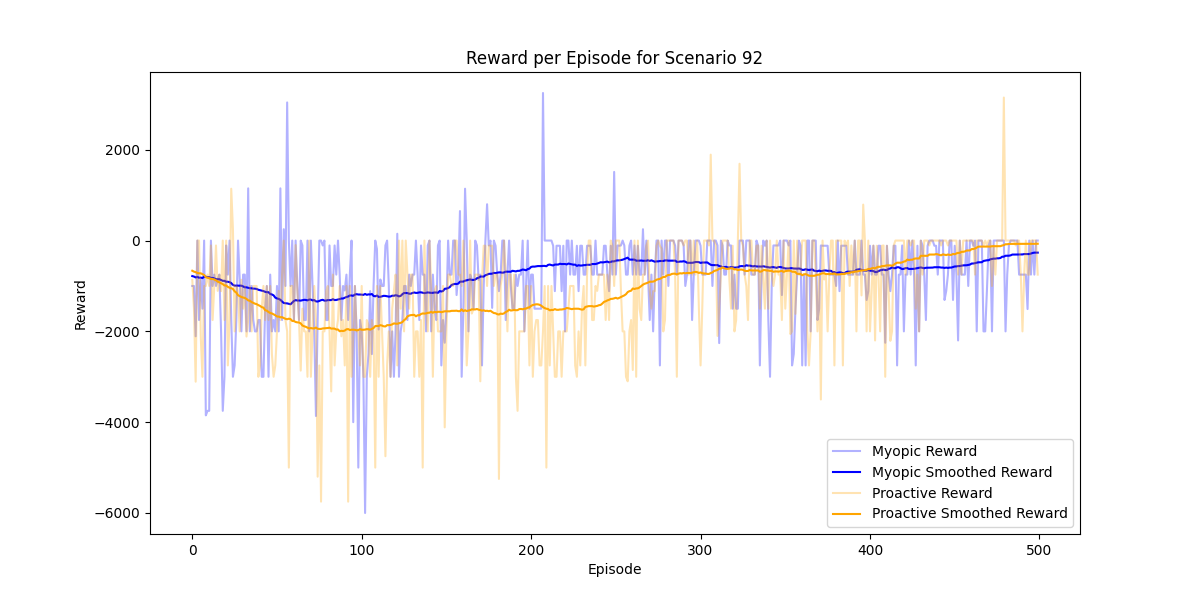 Reward per Episode for Scenario 92
2000
0
−2000
−4000
−6000
Reward
0
100
200
300
400
500
Episode
Myopic Reward
Myopic Smoothed Reward
Proactive Reward
Proactive Smoothed Reward